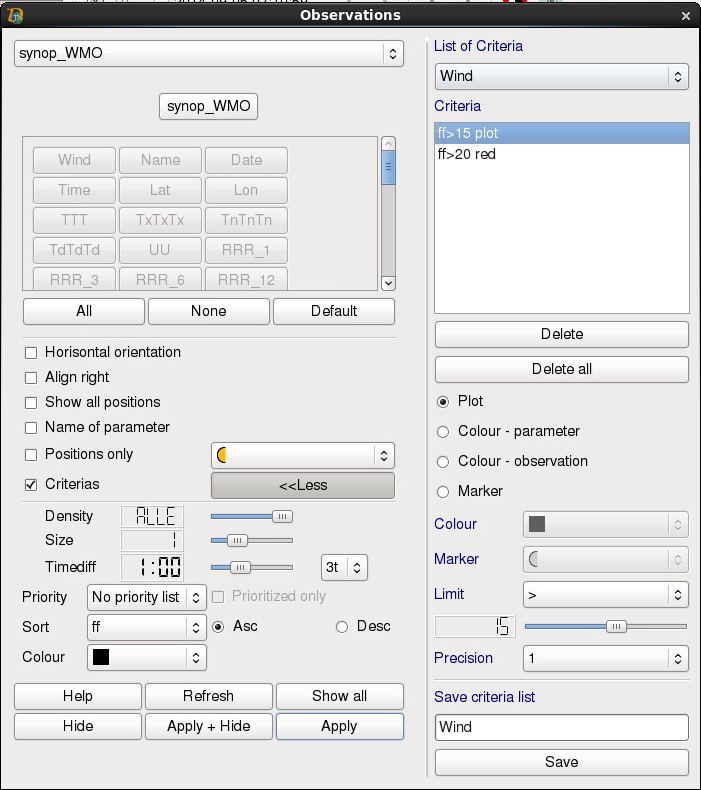 Observations
synop_WMO
synop_WMO
Wind Name Date
Time Lat Lon
TTT TxTxTx TnTnTn
TdTdTd UU RRR_1
RRR_3 RRR_6 RRR_12
All None Default
Horisontal orientation
Align right
Show all positions
Name of parameter
Positions only
Criterias <<Less
Density ALLE
Size 1
Timediff 1:00 3t
Priority No priority list Prioritized only
Sort ff Asc Desc
Colour
Help Refresh Show all
Hide Apply + Hide Apply
List of Criteria
Wind
Criteria
ff>15 plot
ff>20 red
Delete
Delete all
Plot
Colour - parameter
Colour - observation
Marker
Colour
Marker
Limit >
15
Precision 1
Save criteria list
Wind
Save